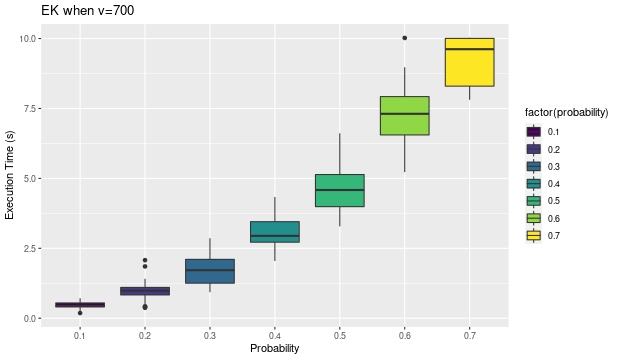 EK when v=700
Execution Time (s)
10.0
7.5
5.0
2.5
0.0
0.1 0.2 0.3 0.4 0.5 0.6 0.7
Probability
factor(probability)
0.1
0.2
0.3
0.4
0.5
0.6
0.7